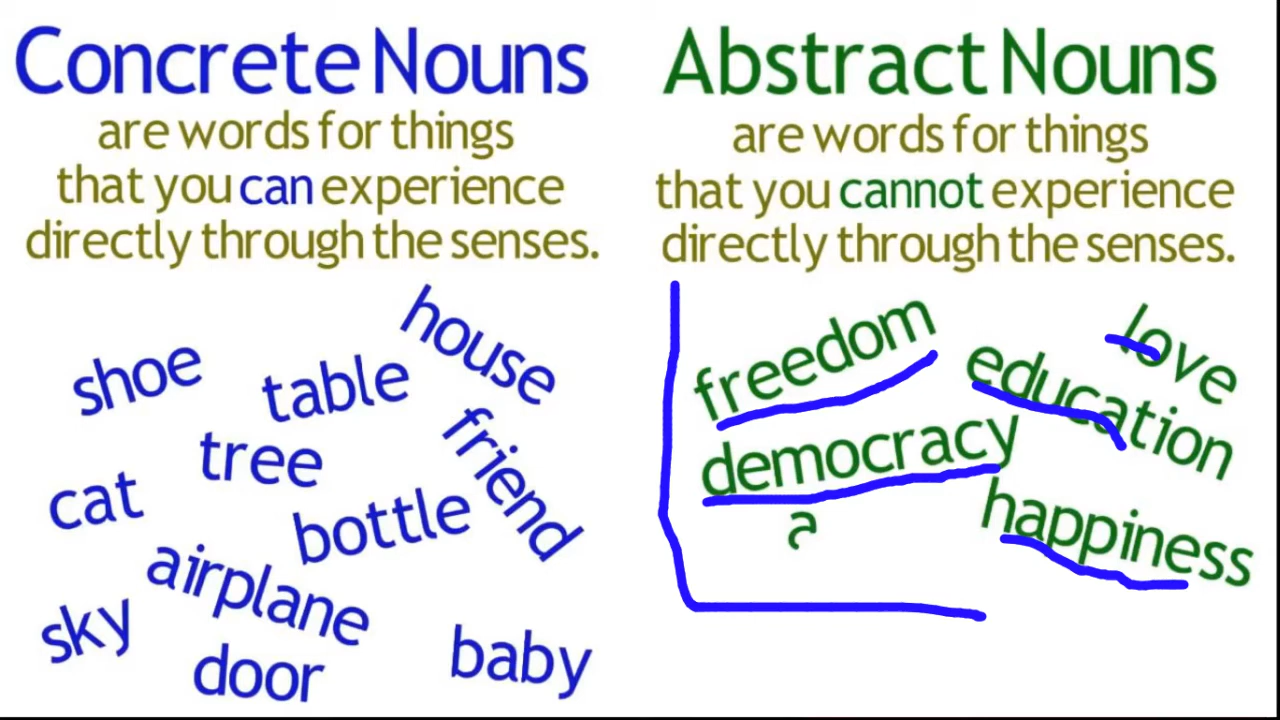 Concrete Nouns
are words for things
that you can experience
directly through the senses.
house
shoe
table
friend
tree
cat
bottle
airplane
sky
door
baby
Abstract Nouns
are words for things
that you cannot experience
directly through the senses.
freedom
love
education
democracy
happiness
a